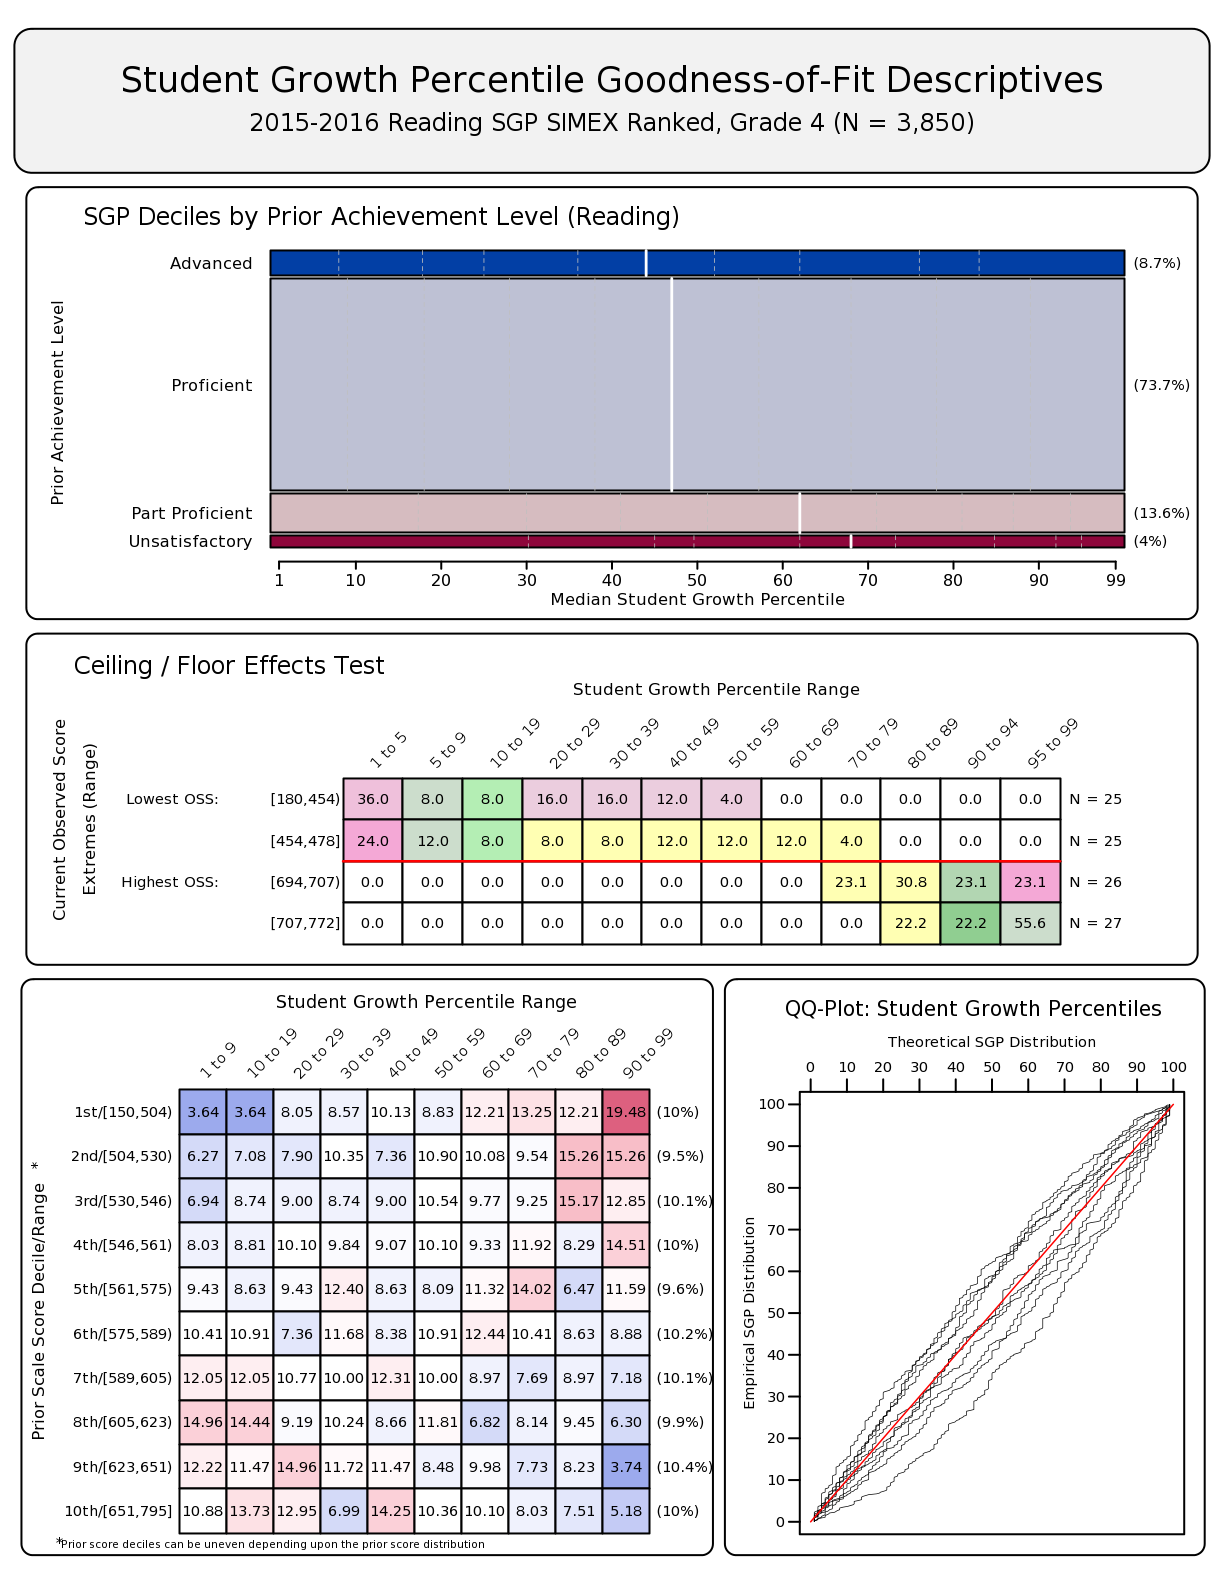 Student Growth Percentile Goodness-of-Fit Descriptives
2015-2016 Reading SGP SIMEX Ranked, Grade 4 (N = 3,850)
SGP Deciles by Prior Achievement Level (Reading)
Prior Achievement Level
Advanced (8.7%)
Proficient (73.7%)
Part Proficient (13.6%)
Unsatisfactory (4%)
1 10 20 30 40 50 60 70 80 90 99
Median Student Growth Percentile
Ceiling / Floor Effects Test
Student Growth Percentile Range
Current Observed Score
Extremes (Range)
1 to 5 5 to 9 10 to 19 20 to 29 30 to 39 40 to 49 50 to 59 60 to 69 70 to 79 80 to 89 90 to 94 95 to 99
Lowest OSS: [180,454) 36.0 8.0 8.0 16.0 16.0 12.0 4.0 0.0 0.0 0.0 0.0 0.0 N = 25
[454,478] 24.0 12.0 8.0 8.0 8.0 12.0 12.0 12.0 4.0 0.0 0.0 0.0 N = 25
Highest OSS: [694,707) 0.0 0.0 0.0 0.0 0.0 0.0 0.0 0.0 23.1 30.8 23.1 23.1 N = 26
[707,772] 0.0 0.0 0.0 0.0 0.0 0.0 0.0 0.0 0.0 22.2 22.2 55.6 N = 27
Student Growth Percentile Range
Prior Scale Score Decile/Range *
1 to 9 10 to 19 20 to 29 30 to 39 40 to 49 50 to 59 60 to 69 70 to 79 80 to 89 90 to 99
1st/[150,504) 3.64 3.64 8.05 8.57 10.13 8.83 12.21 13.25 12.21 19.48 (10%)
2nd/[504,530) 6.27 7.08 7.90 10.35 7.36 10.90 10.08 9.54 15.26 15.26 (9.5%)
3rd/[530,546) 6.94 8.74 9.00 8.74 9.00 10.54 9.77 9.25 15.17 12.85 (10.1%)
4th/[546,561) 8.03 8.81 10.10 9.84 9.07 10.10 9.33 11.92 8.29 14.51 (10%)
5th/[561,575) 9.43 8.63 9.43 12.40 8.63 8.09 11.32 14.02 6.47 11.59 (9.6%)
6th/[575,589) 10.41 10.91 7.36 11.68 8.38 10.91 12.44 10.41 8.63 8.88 (10.2%)
7th/[589,605) 12.05 12.05 10.77 10.00 12.31 10.00 8.97 7.69 8.97 7.18 (10.1%)
8th/[605,623) 14.96 14.44 9.19 10.24 8.66 11.81 6.82 8.14 9.45 6.30 (9.9%)
9th/[623,651) 12.22 11.47 14.96 11.72 11.47 8.48 9.98 7.73 8.23 3.74 (10.4%)
10th/[651,795] 10.88 13.73 12.95 6.99 14.25 10.36 10.10 8.03 7.51 5.18 (10%)
*Prior score deciles can be uneven depending upon the prior score distribution
QQ-Plot: Student Growth Percentiles
Theoretical SGP Distribution
0 10 20 30 40 50 60 70 80 90 100
Empirical SGP Distribution
100
90
80
70
60
50
40
30
20
10
0